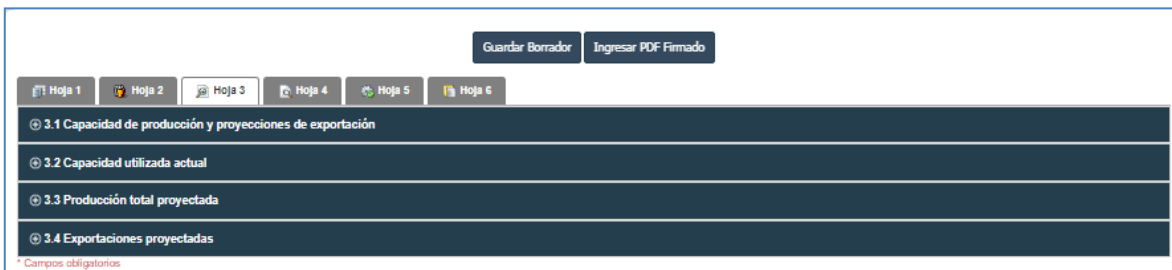 Guardar Borrador Ingresar PDF Firmado
Hoja 1 Hoja 2 Hoja 3 Hoja 4 Hoja 5 Hoja 6
3.1 Capacidad de producción y proyecciones de exportación
3.2 Capacidad utilizada actual
3.3 Producción total proyectada
3.4 Exportaciones proyectadas
* Campos obligatorios